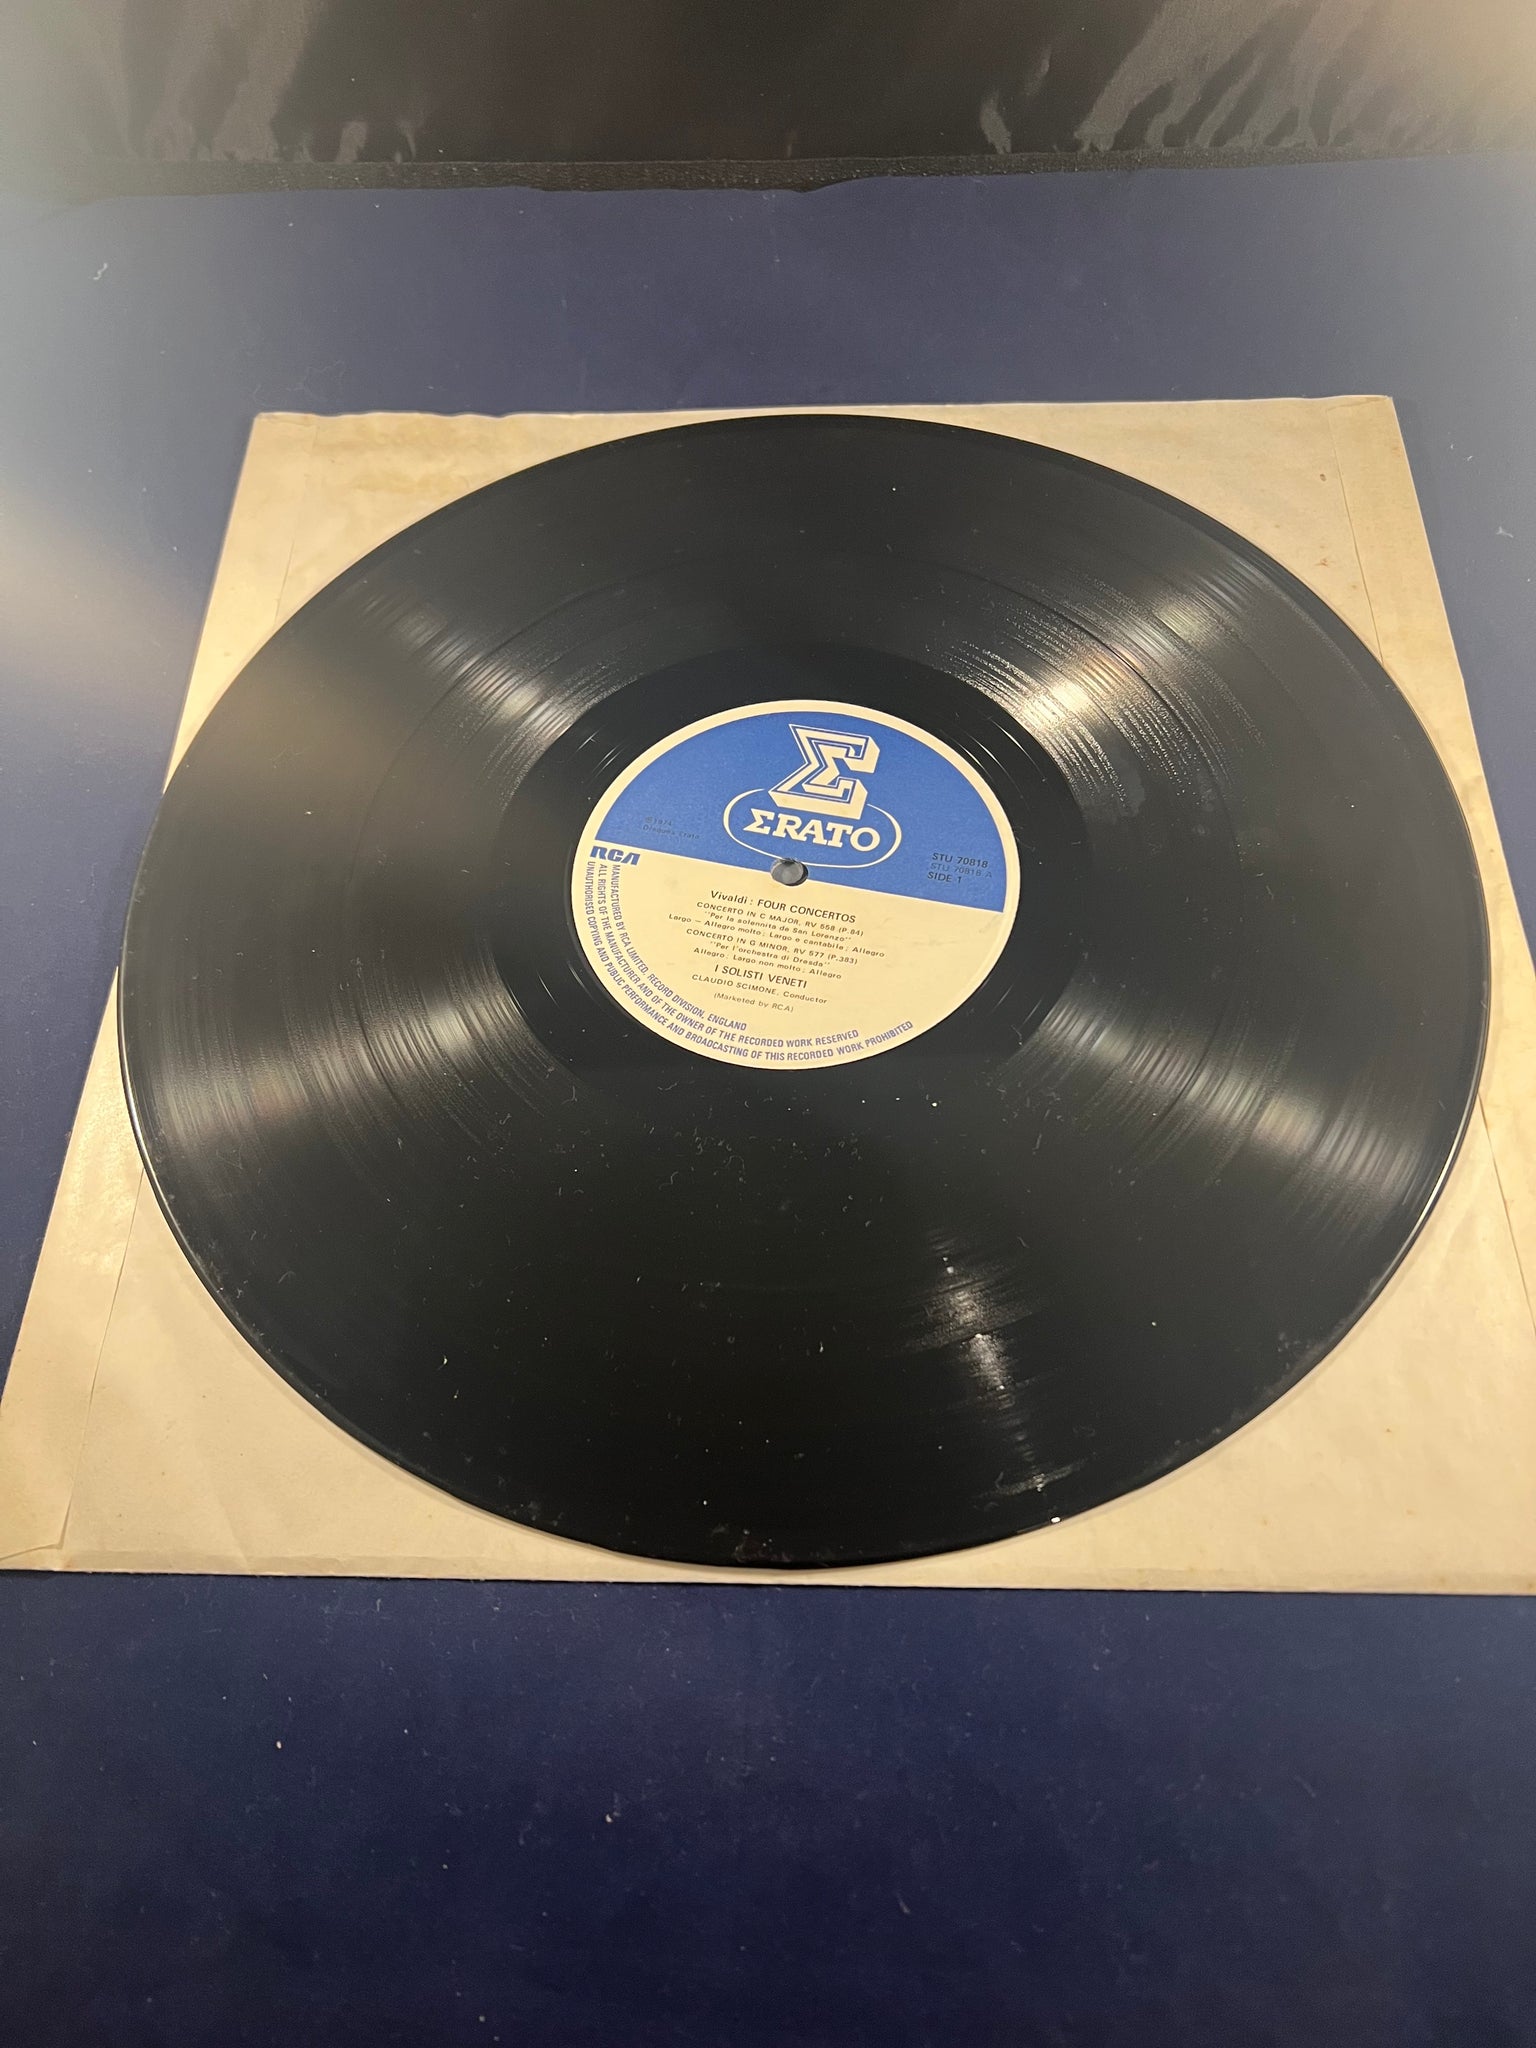 Σ
ΣRATO
℗1974
Disques Erato
STU 70818
STU 70818 A
SIDE 1
RCA
Vivaldi : FOUR CONCERTOS
CONCERTO IN C MAJOR, RV 558 (P.84)
"Per la solennita de San Lorenzo"
Largo — Allegro molto; Largo e cantabile; Allegro
CONCERTO IN G MINOR, RV 577 (P.383)
"Per l'orchestra di Dresda"
Allegro; Largo non molto; Allegro
I SOLISTI VENETI
CLAUDIO SCIMONE, Conductor
(Marketed by RCA)
MANUFACTURED BY RCA LIMITED, RECORD DIVISION, ENGLAND
ALL RIGHTS OF THE MANUFACTURER AND OF THE OWNER OF THE RECORDED WORK RESERVED
UNAUTHORISED COPYING AND PUBLIC PERFORMANCE AND BROADCASTING OF THIS RECORDED WORK PROHIBITED